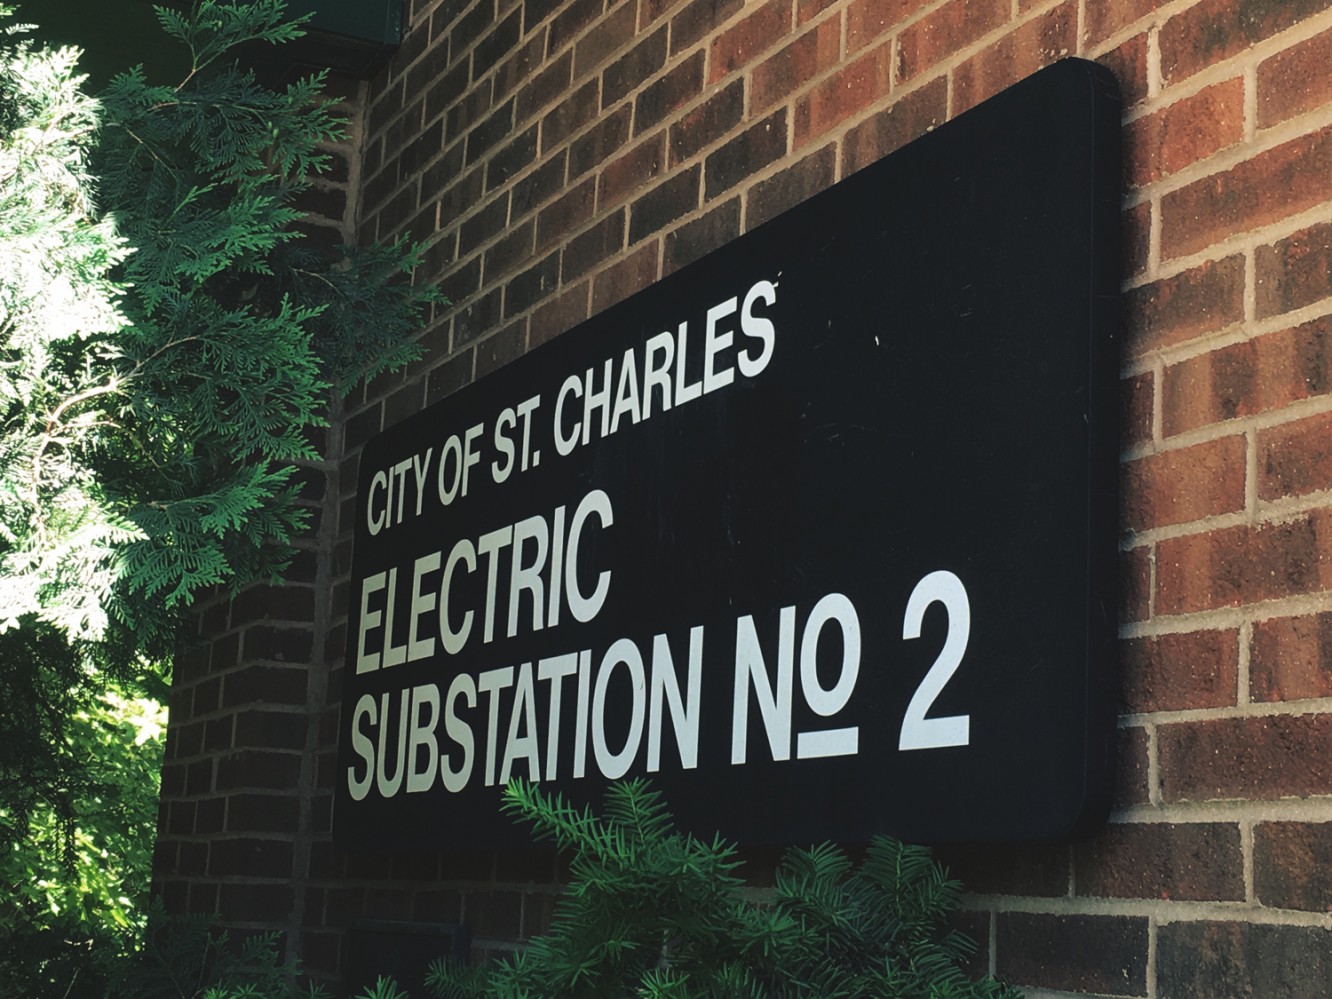 CITY OF ST. CHARLES
ELECTRIC
SUBSTATION Nº 2